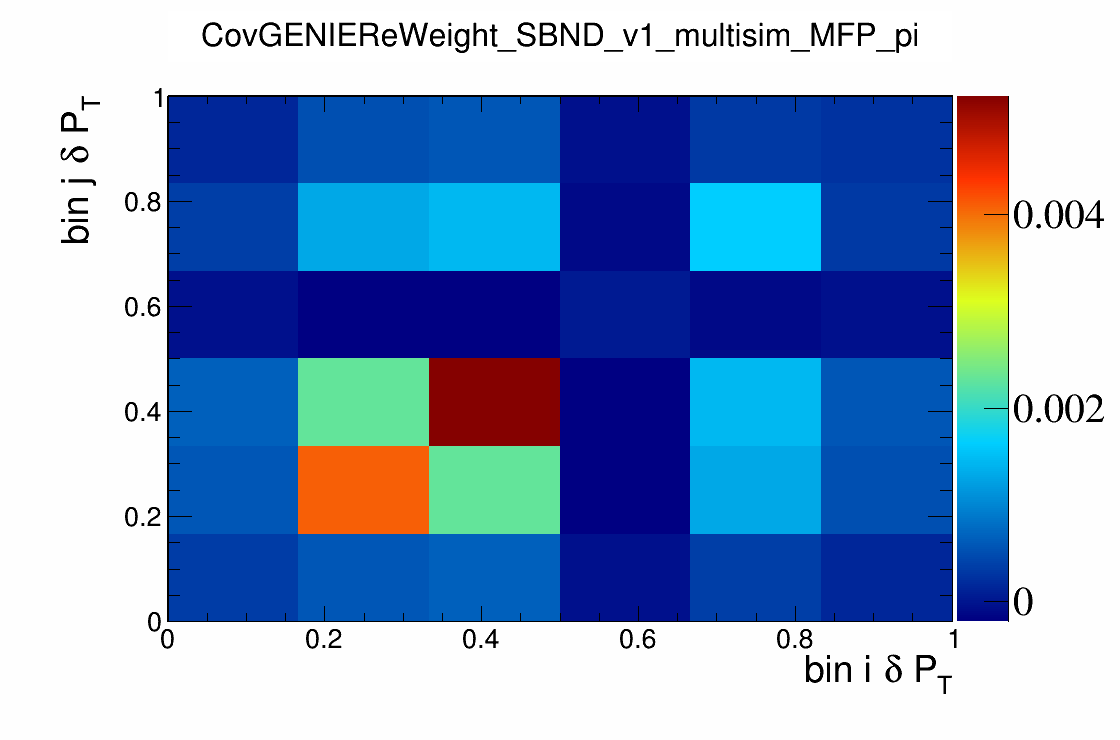 CovGENIEReWeight_SBND_v1_multisim_MFP_pi
bin j δ P_T
1
0.8
0.6
0.4
0.2
0
0 0.2 0.4 0.6 0.8 1
bin i δ P_T
0.004
0.002
0